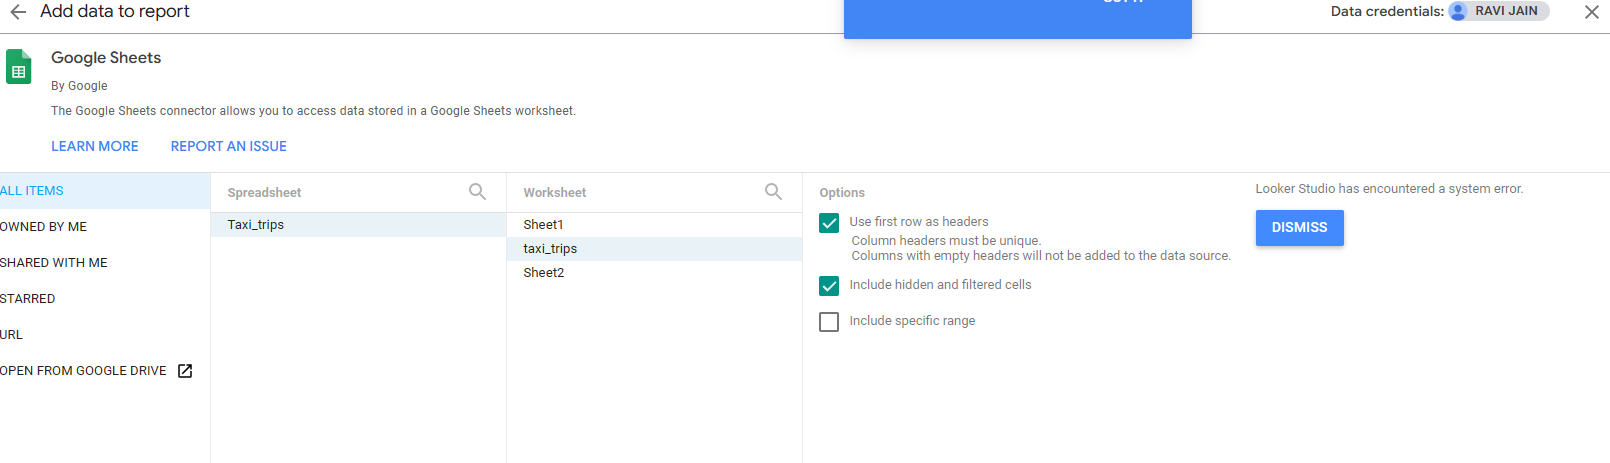 Add data to report
Data credentials: RAVI JAIN
Google Sheets
By Google
The Google Sheets connector allows you to access data stored in a Google Sheets worksheet.
LEARN MORE REPORT AN ISSUE
ALL ITEMS
OWNED BY ME
SHARED WITH ME
STARRED
URL
OPEN FROM GOOGLE DRIVE
Spreadsheet
Taxi_trips
Worksheet
Sheet1
taxi_trips
Sheet2
Options
Use first row as headers
Column headers must be unique.
Columns with empty headers will not be added to the data source.
Include hidden and filtered cells
Include specific range
Looker Studio has encountered a system error.
DISMISS